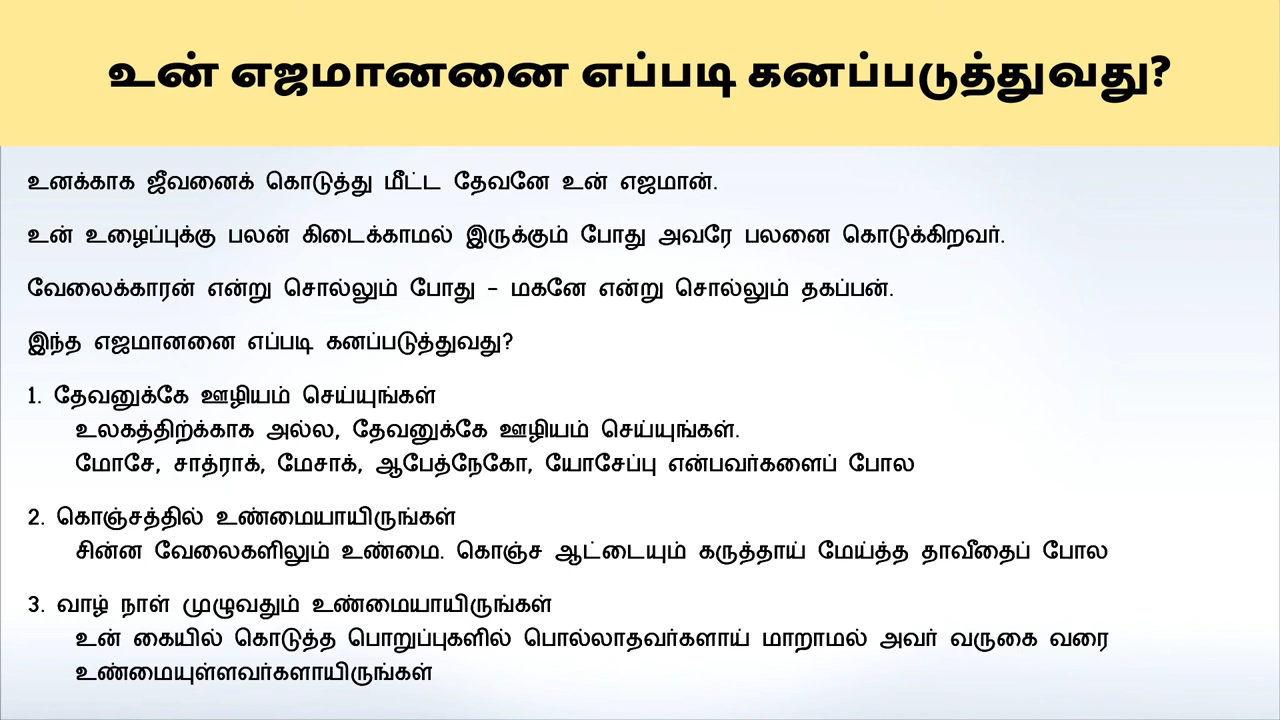 உன் எஜமானனை எப்படி கனப்படுத்துவது?
உனக்காக ஜீவனைக் கொடுத்து மீட்ட தேவனே உன் எஜமான்.
உன் உழைப்புக்கு பலன் கிடைக்காமல் இருக்கும் போது அவரே பலனை கொடுக்கிறவர்.
வேலைக்காரன் என்று சொல்லும் போது – மகனே என்று சொல்லும் தகப்பன்.
இந்த எஜமானனை எப்படி கனப்படுத்துவது?
1. தேவனுக்கே ஊழியம் செய்யுங்கள்
உலகத்திற்க்காக அல்ல, தேவனுக்கே ஊழியம் செய்யுங்கள்.
மோசே, சாத்ராக், மேசாக், ஆபேத்நேகோ, யோசேப்பு என்பவர்களைப் போல
2. கொஞ்சத்தில் உண்மையாயிருங்கள்
சின்ன வேலைகளிலும் உண்மை. கொஞ்ச ஆட்டையும் கருத்தாய் மேய்த்த தாவீதைப் போல
3. வாழ் நாள் முழுவதும் உண்மையாயிருங்கள்
உன் கையில் கொடுத்த பொறுப்புகளில் பொல்லாதவர்களாய் மாறாமல் அவர் வருகை வரை
உண்மையுள்ளவர்களாயிருங்கள்